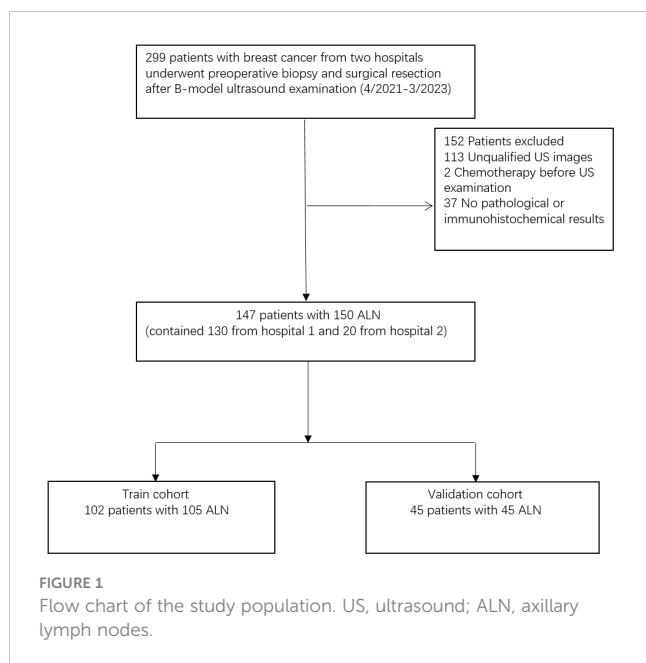 299 patients with breast cancer from two hospitals
underwent preoperative biopsy and surgical resection
after B-model ultrasound examination (4/2021-3/2023)
152 Patients excluded
113 Unqualified US images
2 Chemotherapy before US
examination
37 No pathological or
immunohistochemical results
147 patients with 150 ALN
(contained 130 from hospital 1 and 20 from hospital 2)
Train cohort
102 patients with 105 ALN
Validation cohort
45 patients with 45 ALN
FIGURE 1
Flow chart of the study population. US, ultrasound; ALN, axillary
lymph nodes.